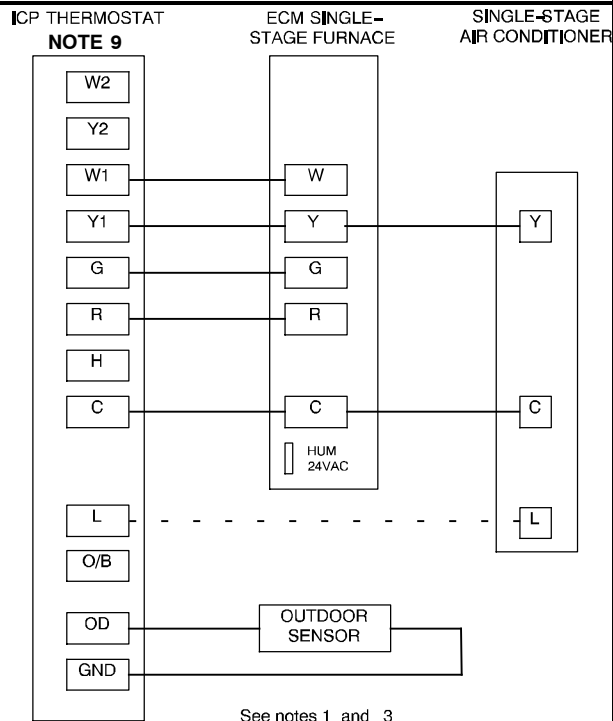 ICP THERMOSTAT
NOTE 9
ECM SINGLE-
STAGE FURNACE
SINGLE-STAGE
AIR CONDITIONER
W2
Y2
W1
W
Y1
Y
Y
G
G
R
R
H
C
C
C
HUM
24VAC
L
L
O/B
OD
OUTDOOR
SENSOR
GND
See notes 1 and 3